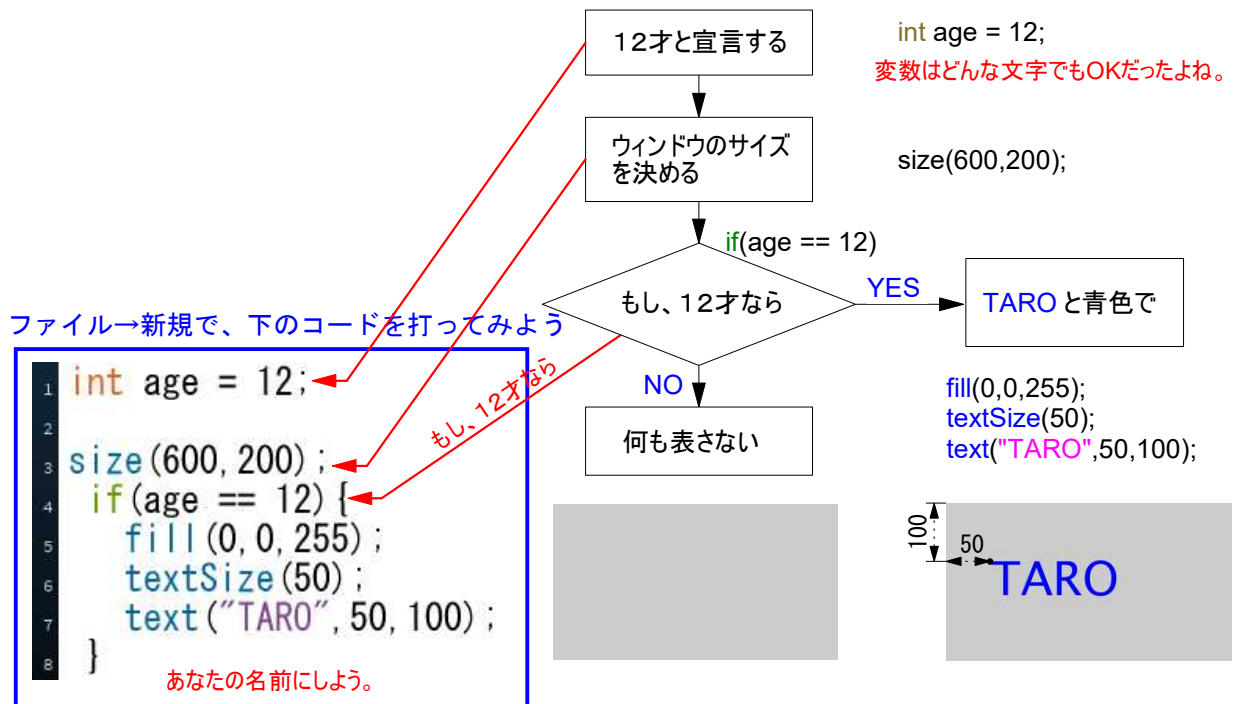 １２才と宣言する
int age = 12;
変数はどんな文字でもOKだったよね。
ウィンドウのサイズ
を決める
size(600,200);
if(age == 12)
もし、１２才なら
YES
TARO と青色で
NO
何も表さない
fill(0,0,255);
textSize(50);
text("TARO",50,100);
ファイル→新規で、下のコードを打ってみよう
1 int age = 12;
2
3 size(600,200);
4 if(age == 12){
5 fill(0,0,255);
6 textSize(50);
7 text("TARO",50,100);
8 }
もし、１２才なら
あなたの名前にしよう。
100
50
TARO